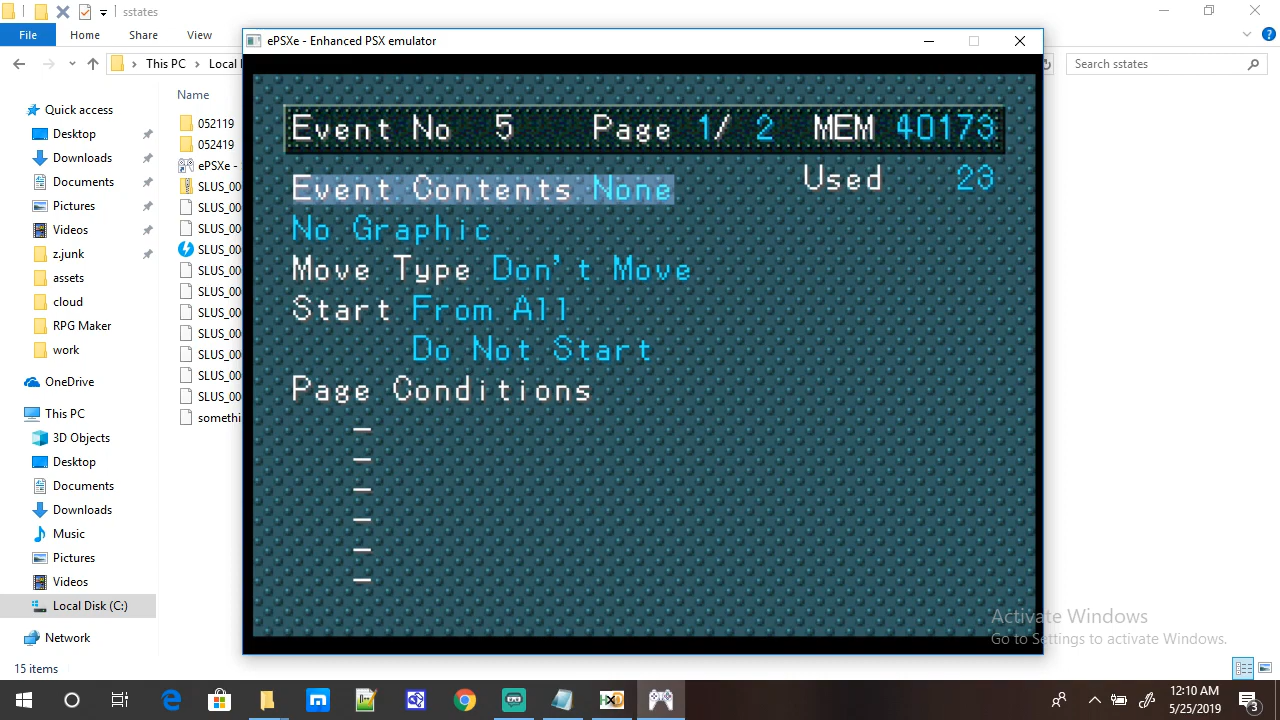 sstates
File
Home
Share
View
ePSXe - Enhanced PSX emulator
This PC
Local
Search sstates
Name
Quick access
Desktop
Downloads
Documents
Pictures
Videos
z.junk
assets
cloud
RPG Maker
work
OneDrive
This PC
3D Objects
Desktop
Documents
Downloads
Music
Pictures
Videos
Local Disk (C:)
Network
052119
052419
ePSXe -
SLUS_00
SLUS_00
SLUS_00
SLUS_00
SLUS_00
SLUS_00
SLUS_00
SLUS_00
SLUS_00
SLUS_00
SLUS_00
somethi
Event No 5 Page 1/ 2 MEM 40173
Used 23
Event Contents None
No Graphic
Move Type Don't Move
Start From All
Do Not Start
Page Conditions
—
—
—
—
—
—
Activate Windows
Go to Settings to activate Windows.
15 items
12:10 AM
5/25/2019
3